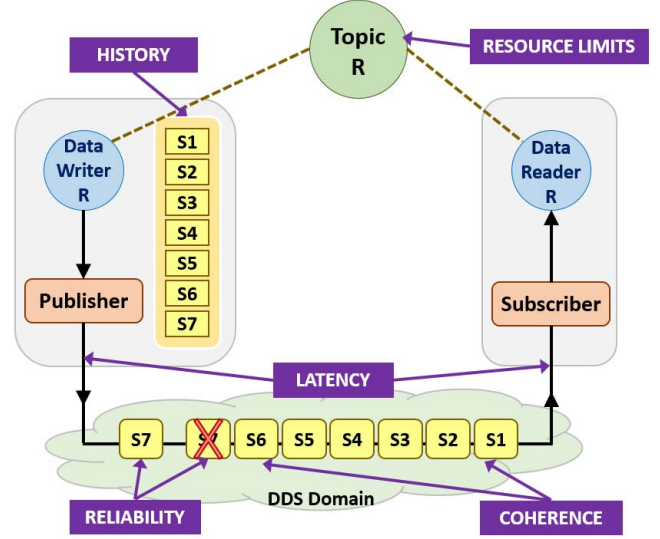 Topic
R
RESOURCE LIMITS
HISTORY
Data
Writer
R
S1
S2
S3
S4
S5
S6
S7
Data
Reader
R
Publisher
Subscriber
LATENCY
S7
S7
S6
S5
S4
S3
S2
S1
DDS Domain
RELIABILITY
COHERENCE